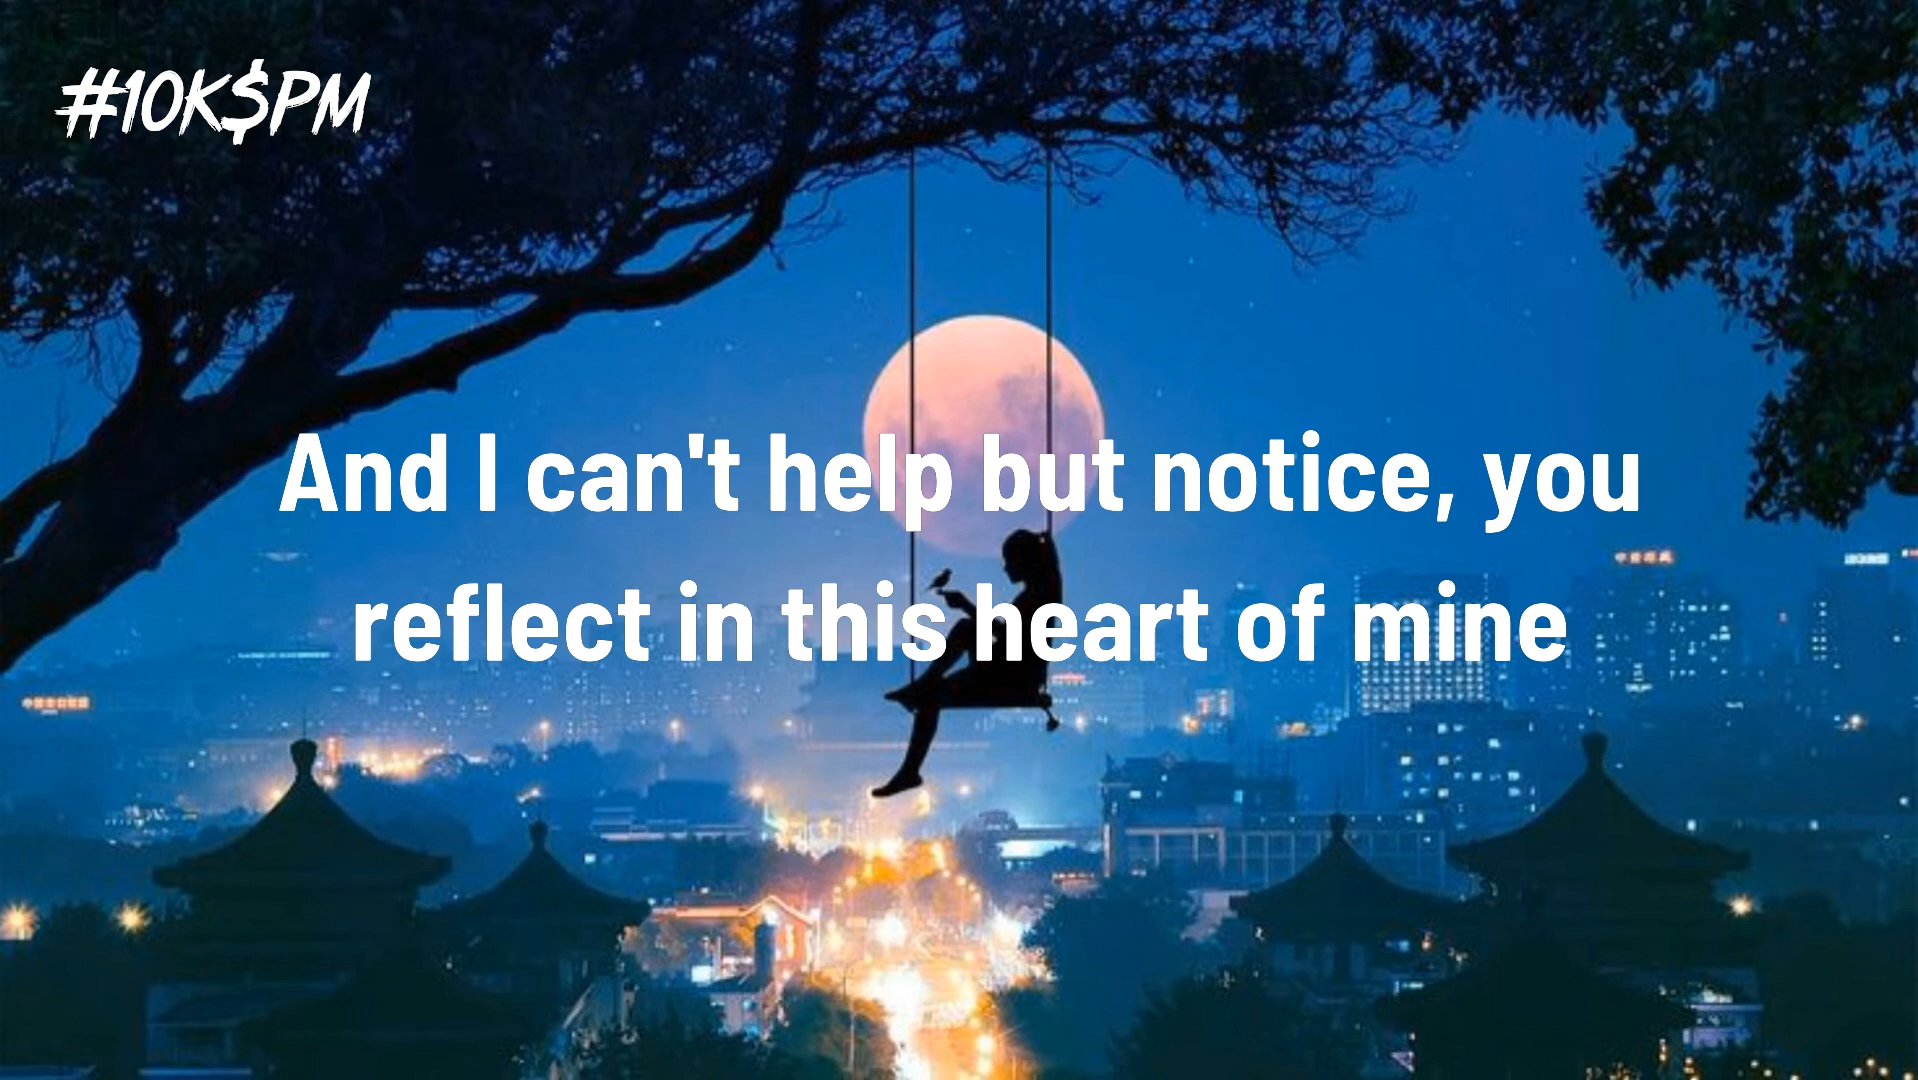 #10K$PM
And I can't help but notice, you
reflect in this heart of mine